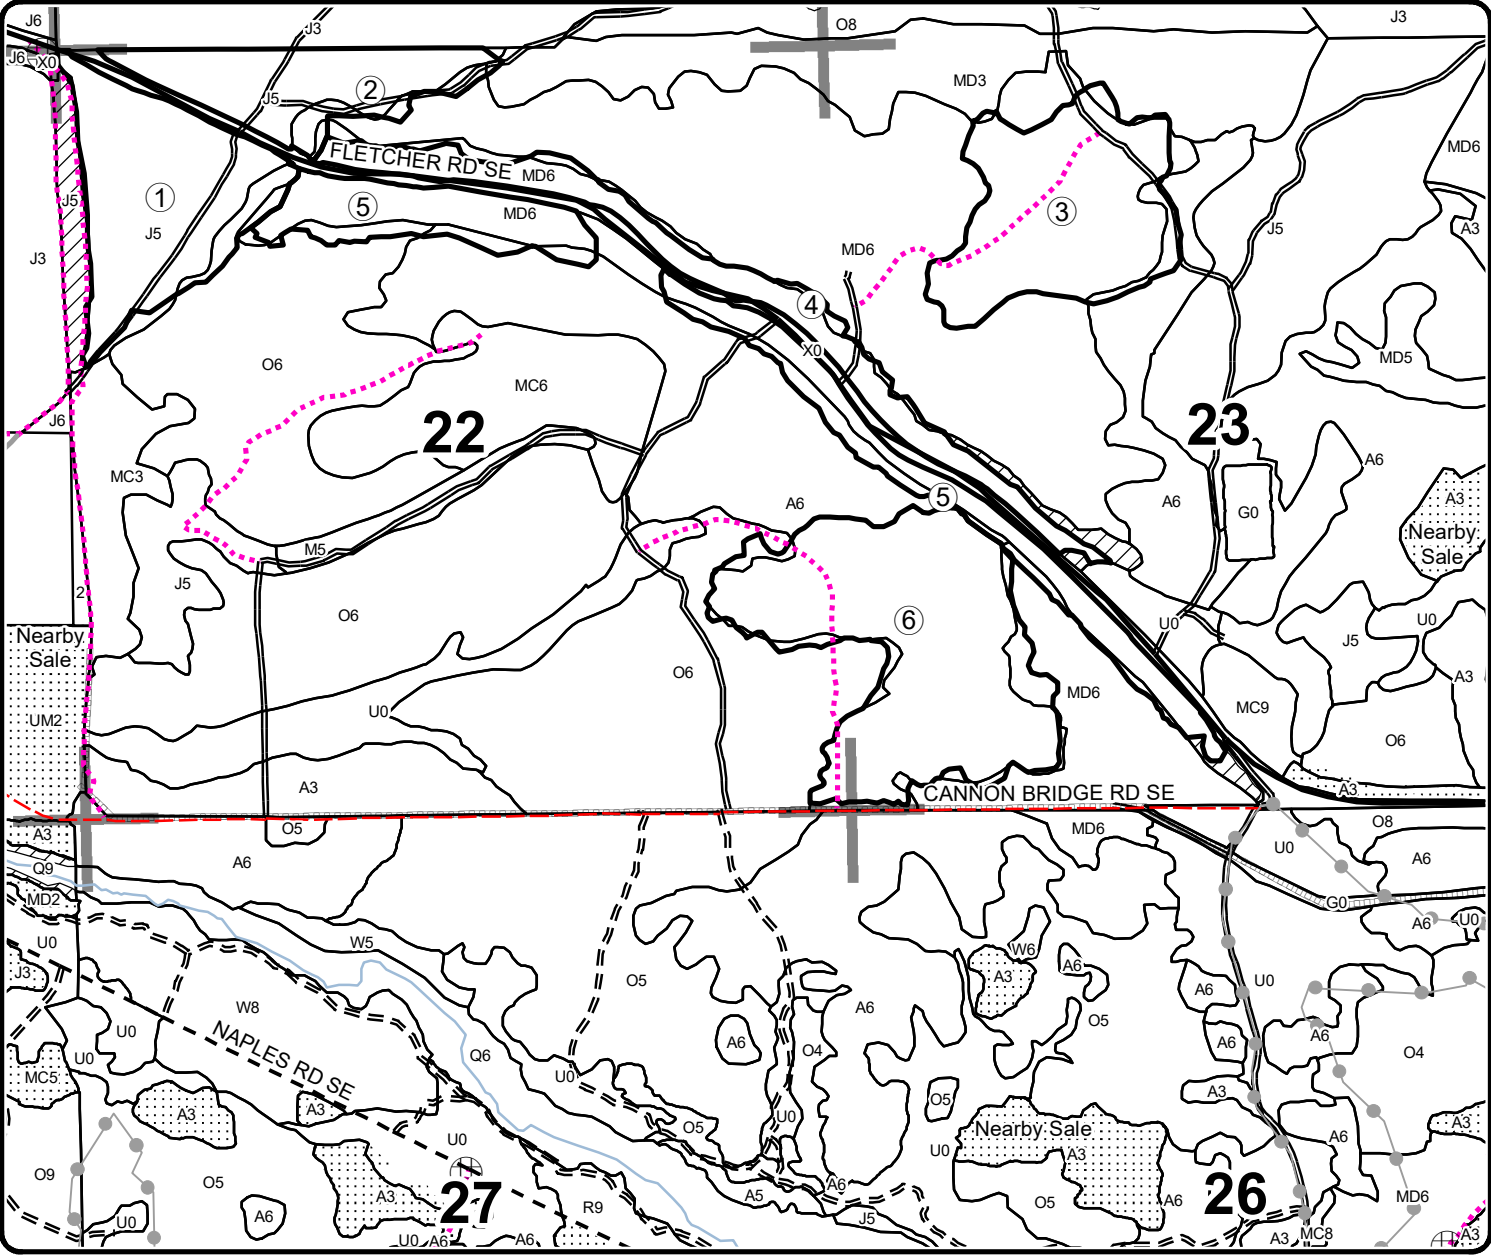 J6
J3
O8
J3
J6
X0
2
J5
MD3
MD6
FLETCHER RD SE
MD6
J5
1
5
MD6
3
A3
J5
J5
MD6
J3
4
X0
O6
MC6
MD5
J6
22
23
MC3
A6
A6
5
A6
G0
A3
Nearby
Sale
M5
J5
2
O6
6
U0
U0
Nearby
Sale
J5
O6
A3
MD6
UM2
U0
MC9
O6
A3
CANNON BRIDGE RD SE
A3
A3
O5
MD6
O8
A6
U0
A6
Q9
MD2
G0
A6
U0
U0
W5
W6
J3
O5
A3
A6
U0
A6
W8
A6
U0
O5
A6
NAPLES RD SE
A6
O4
A6
O4
U0
Q6
MC5
U0
A3
O5
A3
A3
U0
A3
O5
Nearby Sale
A6
U0
U0
A3
O9
O5
27
A3
A6
A5
O5
A6
26
MD6
R9
U0
A6
J5
MC8
A3
A3
U0
A6
A6